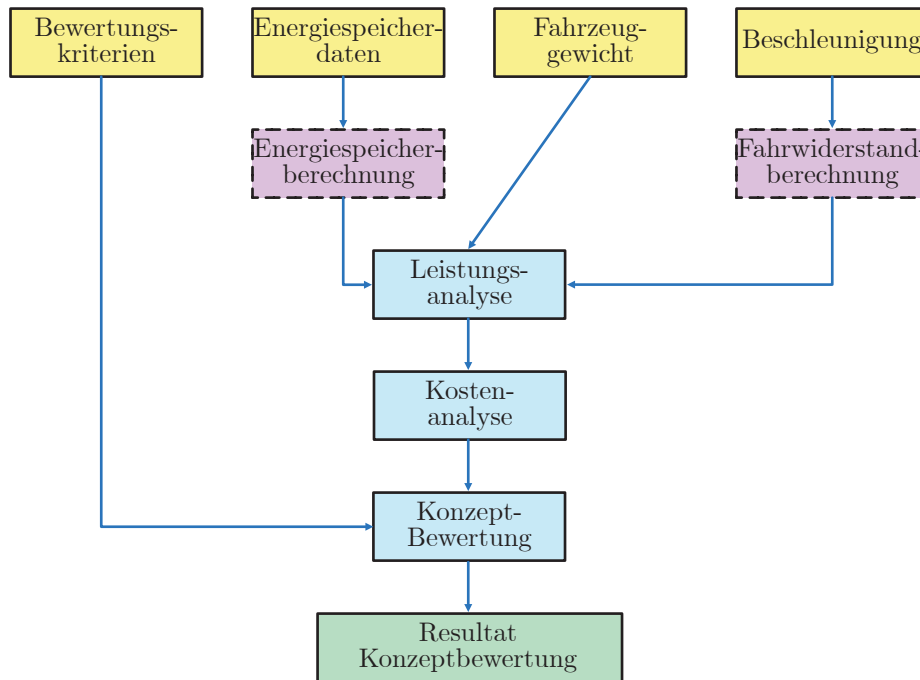 Bewertungs-
kriterien
Energiespeicher-
daten
Fahrzeug-
gewicht
Beschleunigung
Energiespeicher-
berechnung
Fahrwiderstand-
berechnung
Leistungs-
analyse
Kosten-
analyse
Konzept-
Bewertung
Resultat
Konzeptbewertung